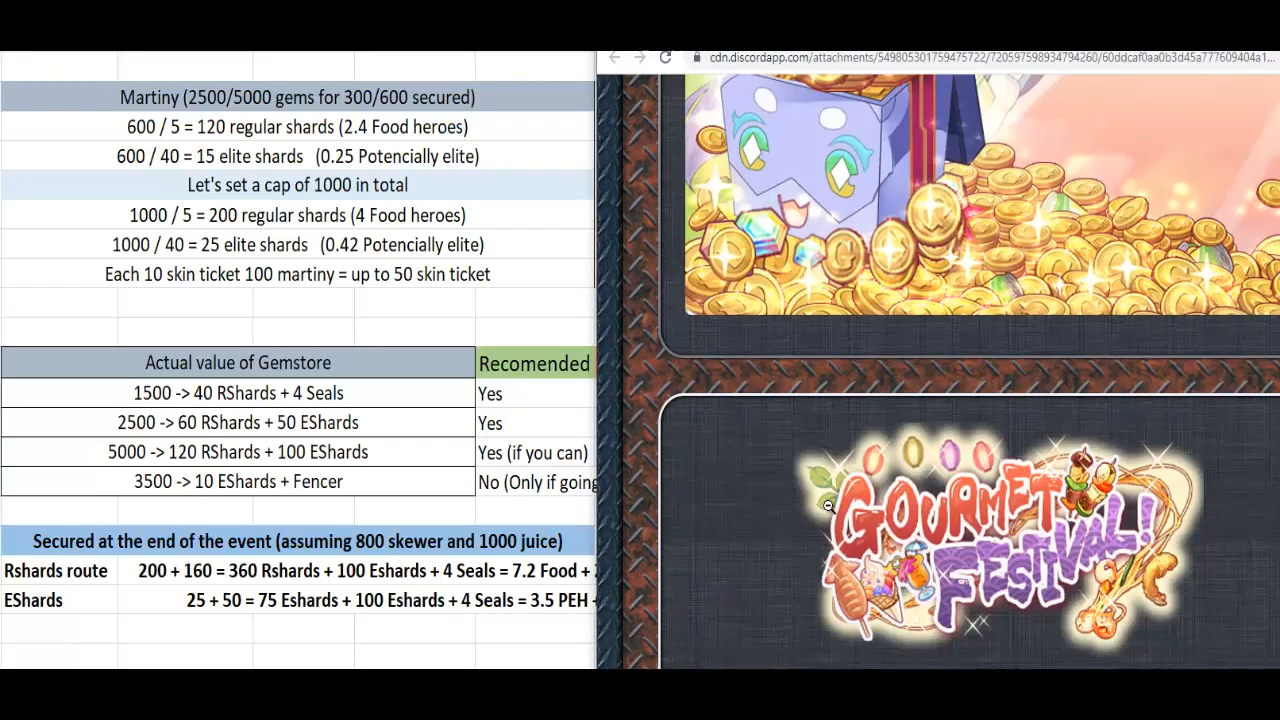 Martiny (2500/5000 gems for 300/600 secured)
600 / 5 = 120 regular shards (2.4 Food heroes)
600 / 40 = 15 elite shards (0.25 Potencially elite)
Let's set a cap of 1000 in total
1000 / 5 = 200 regular shards (4 Food heroes)
1000 / 40 = 25 elite shards (0.42 Potencially elite)
Each 10 skin ticket 100 martiny = up to 50 skin ticket
Actual value of Gemstore Recomended
1500 -> 40 RShards + 4 Seals Yes
2500 -> 60 RShards + 50 EShards Yes
5000 -> 120 RShards + 100 EShards Yes (if you can)
3500 -> 10 EShards + Fencer No (Only if going
Secured at the end of the event (assuming 800 skewer and 1000 juice)
Rshards route 200 + 160 = 360 Rshards + 100 Eshards + 4 Seals = 7.2 Food +
EShards 25 + 50 = 75 Eshards + 100 Eshards + 4 Seals = 3.5 PEH
cdn.discordapp.com/attachments/549805301759475722/720597598934794260/60ddcaf0aa0b3d45a777609404a1...
GOURMET
FESTIVAL!